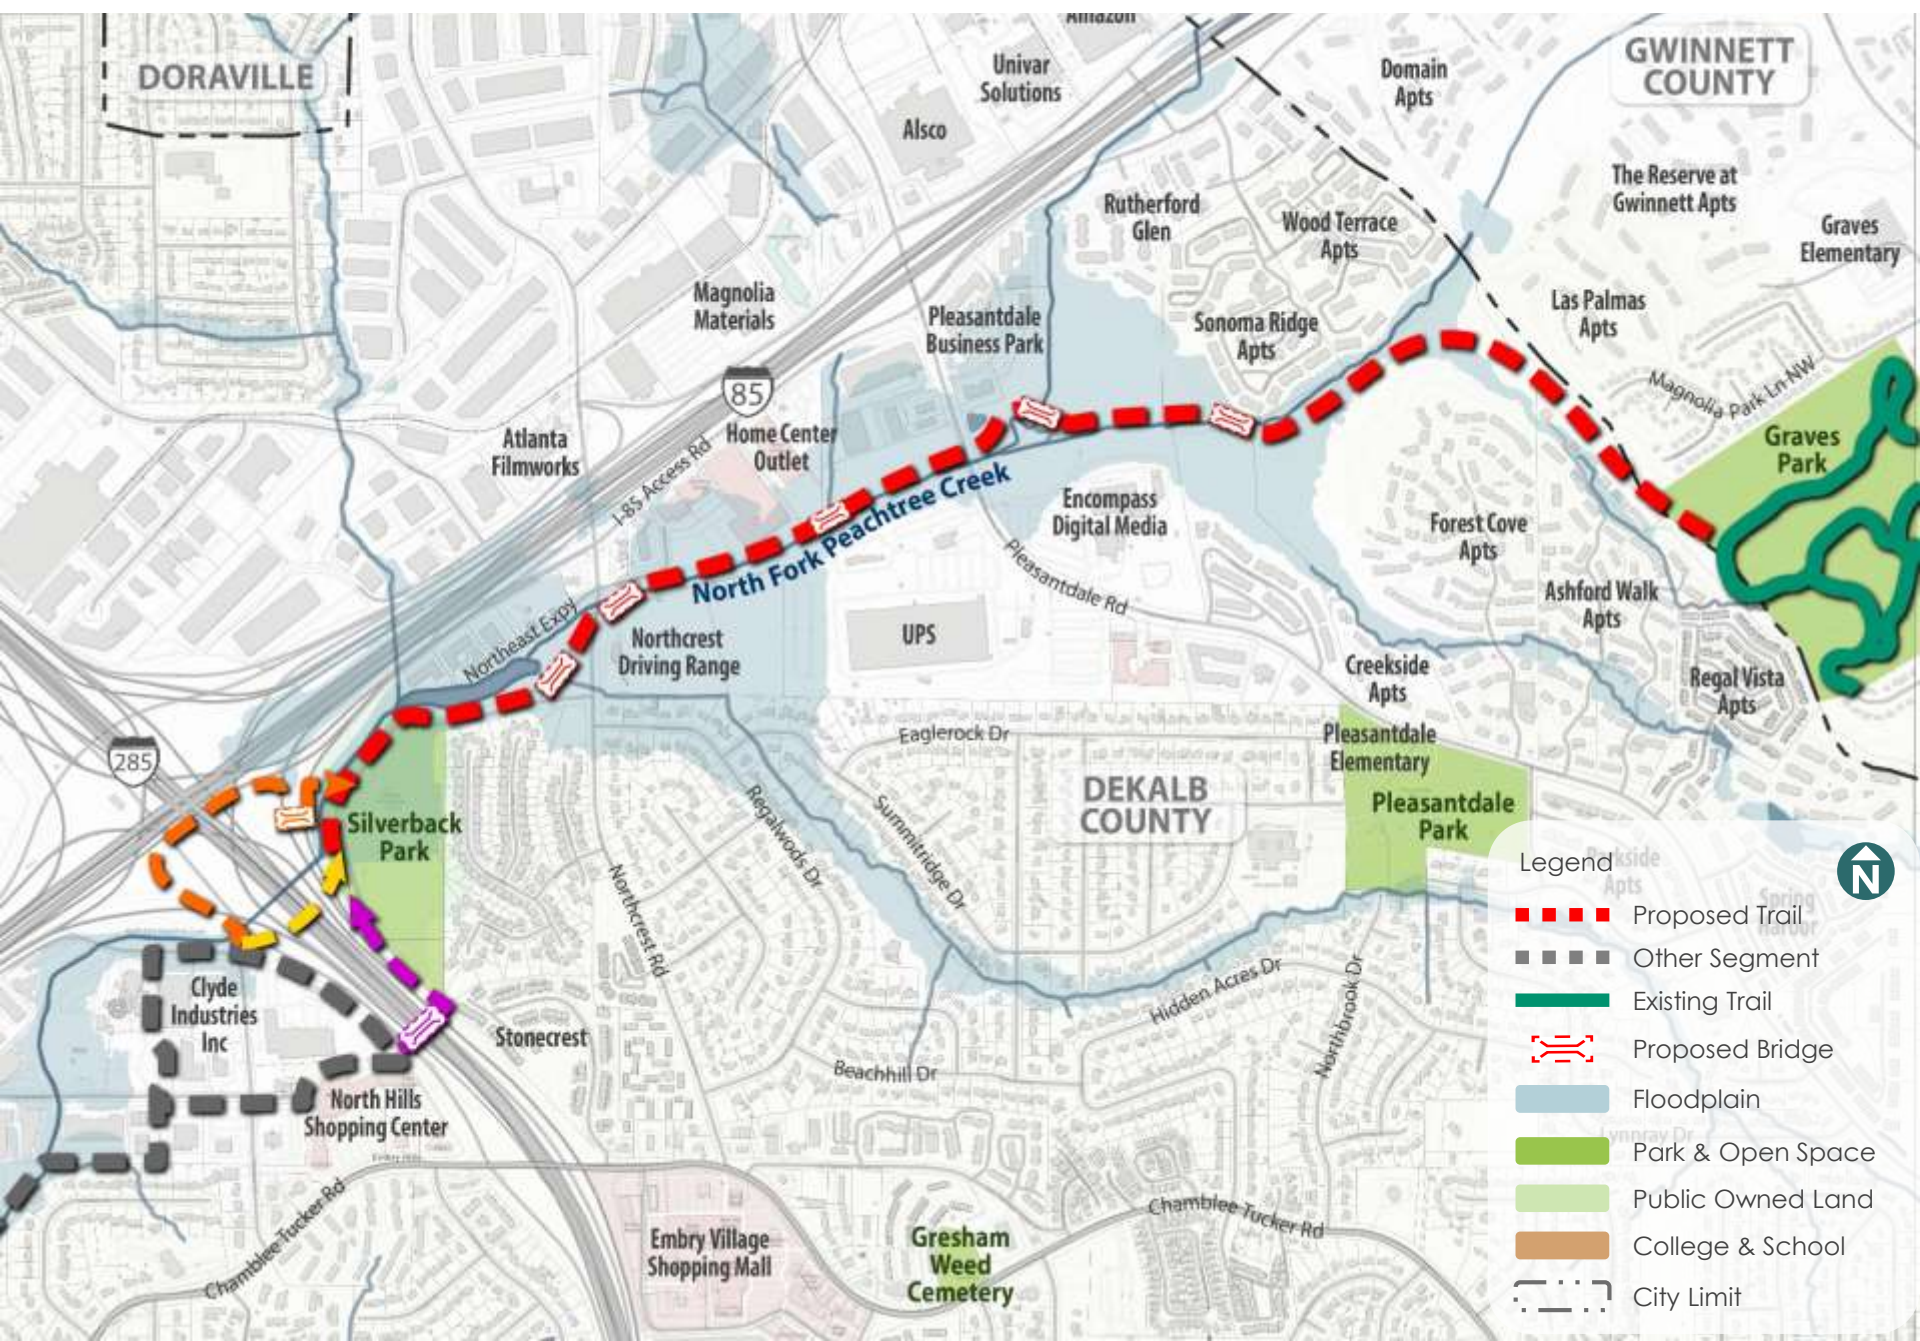 Amazon
DORAVILLE
Univar
Solutions
Domain
Apts
GWINNETT
COUNTY
Alsco
Rutherford
Glen
Wood Terrace
Apts
The Reserve at
Gwinnett Apts
Graves
Elementary
Magnolia
Materials
Pleasantdale
Business Park
Sonoma Ridge
Apts
Las Palmas
Apts
85
Magnolia Park Ln NW
Atlanta
Filmworks
I-85 Access Rd
Home Center
Outlet
Graves
Park
North Fork Peachtree Creek
Encompass
Digital Media
Forest Cove
Apts
Pleasantdale Rd
Ashford Walk
Apts
Northeast Expy
Northcrest
Driving Range
UPS
Creekside
Apts
Regal Vista
Apts
285
Eaglerock Dr
Pleasantdale
Elementary
DEKALB
COUNTY
Pleasantdale
Park
Silverback
Park
Regalwoods Dr
Summitridge Dr
Northcrest Rd
Parkside
Apts
Spring
Harbor
Clyde
Industries
Inc
Stonecrest
Hidden Acres Dr
Northbrook Dr
Beachhill Dr
North Hills
Shopping Center
Lynnray Dr
Chamblee Tucker Rd
Embry Village
Shopping Mall
Gresham
Weed
Cemetery
Chamblee Tucker Rd
Legend
N
Proposed Trail
Other Segment
Existing Trail
Proposed Bridge
Floodplain
Park & Open Space
Public Owned Land
College & School
City Limit